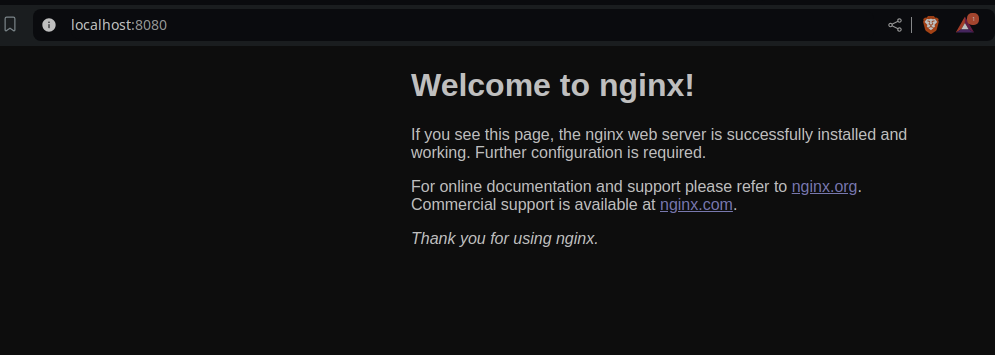 localhost:8080
Welcome to nginx!
If you see this page, the nginx web server is successfully installed and
working. Further configuration is required.
For online documentation and support please refer to nginx.org.
Commercial support is available at nginx.com.
Thank you for using nginx.